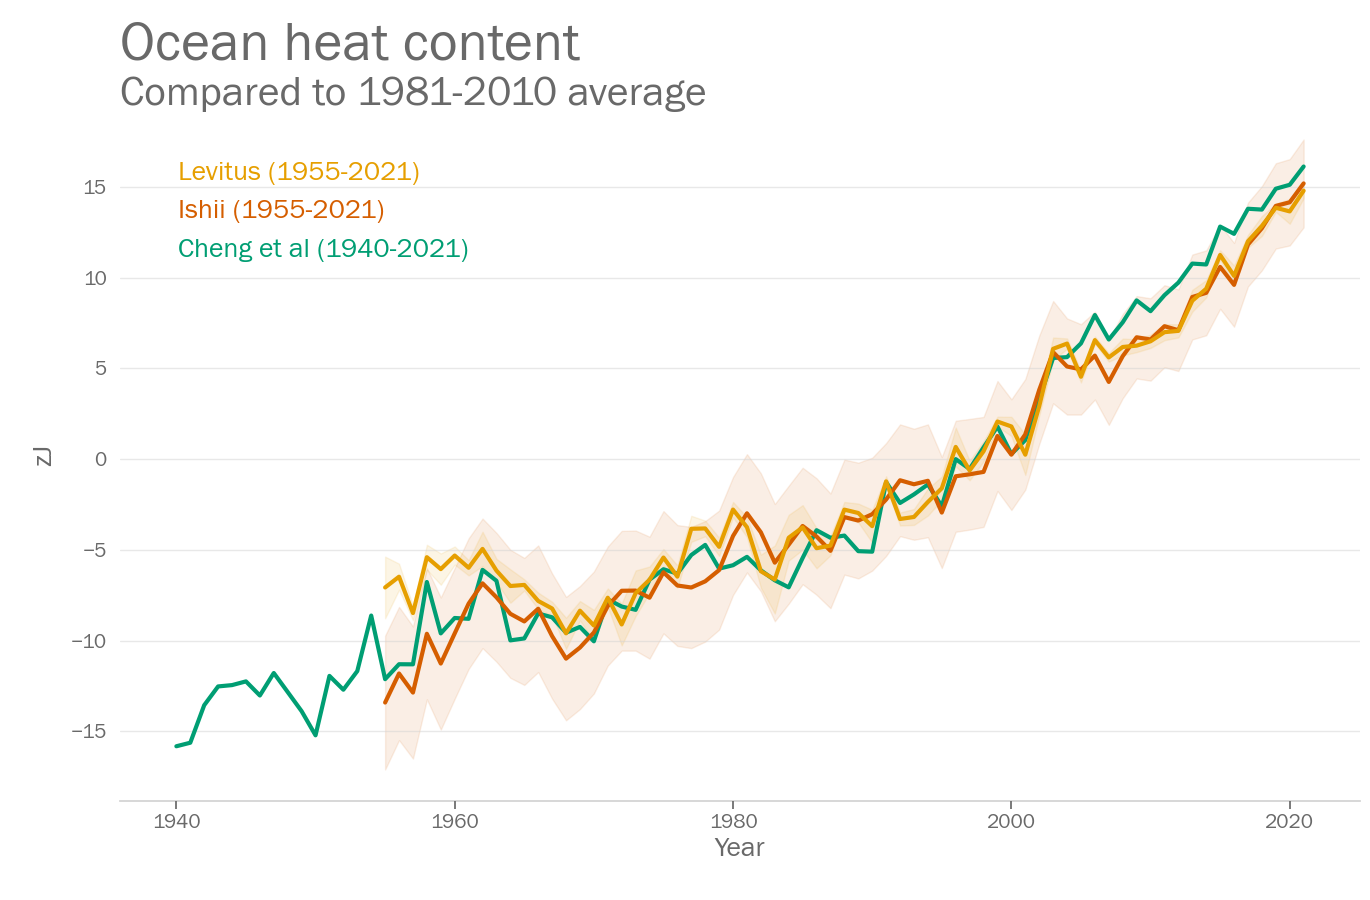 Ocean heat content
Compared to 1981-2010 average
Levitus (1955-2021)
Ishii (1955-2021)
Cheng et al (1940-2021)
15
10
5
0
−5
−10
−15
zJ
1940
1960
1980
2000
2020
Year